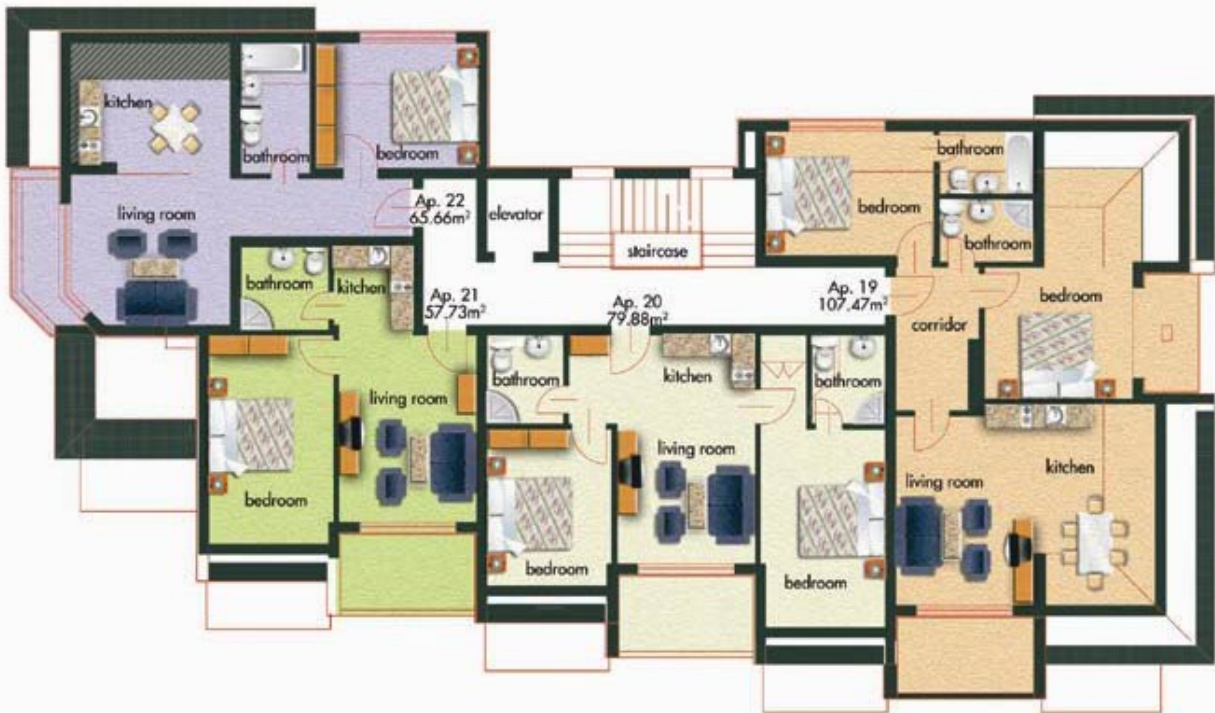 kitchen
bathroom
bedroom
living room
Ap. 22
65.66m²
elevator
staircase
bathroom
kitchen
Ap. 21
57.73m²
living room
bedroom
Ap. 20
79.88m²
bathroom
kitchen
bathroom
living room
bedroom
bedroom
Ap. 19
107.47m²
bedroom
bathroom
bathroom
bedroom
corridor
living room
kitchen